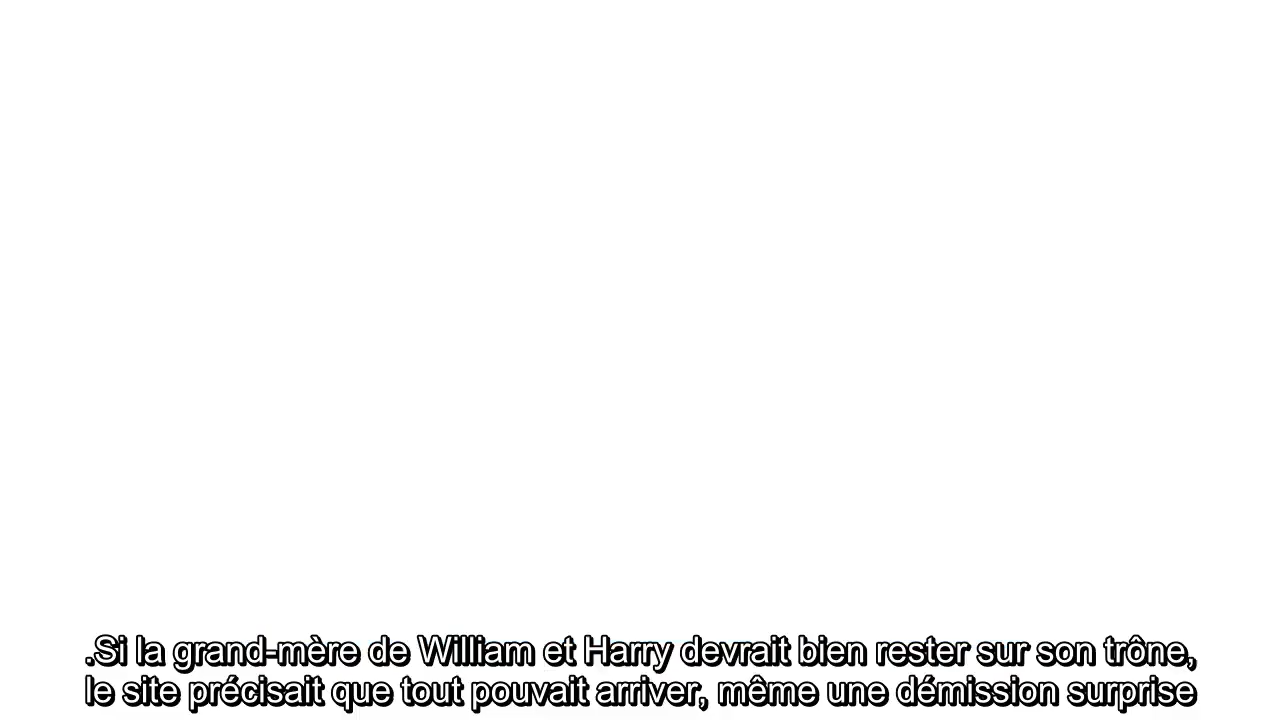 .Si la grand-mère de William et Harry devrait bien rester sur son trône,
le site précisait que tout pouvait arriver, même une démission surprise